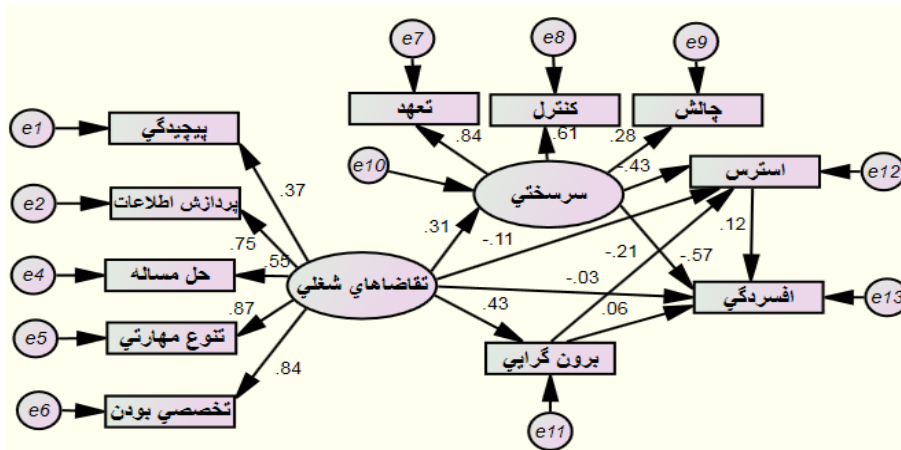 e7
e8
e9
تعهد
کنترل
چالش
e1
پیچیدگي
.84
.61
.28
e10
-.43
استرس
e12
e2
پردازش اطلاعات
.37
سرسختي
.75
.31
-.11
-.21
.12
-.57
e4
حل مساله
.55
تقاضاهاي شغلي
-.03
افسردگي
e13
e5
تنوع مهارتي
.87
.43
.06
برون گرايي
e6
تخصصي بودن
.84
e11